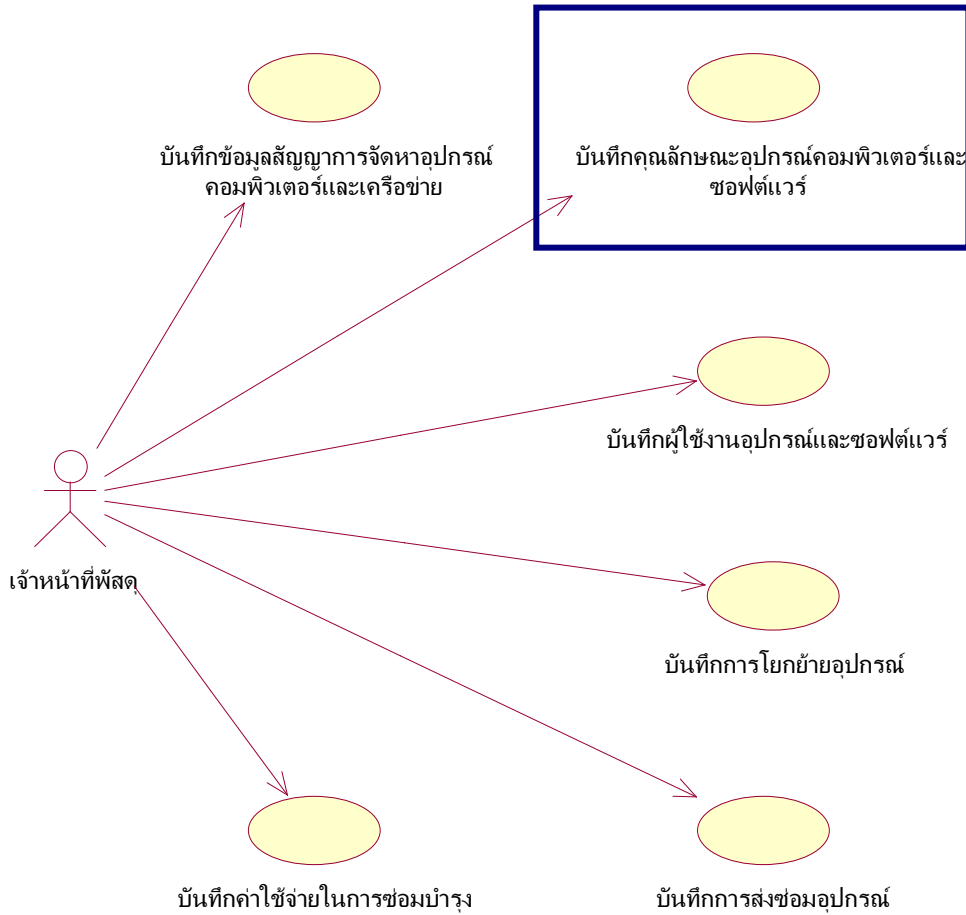 บันทึกข้อมูลสัญญาการจัดหาอุปกรณ์
คอมพิวเตอร์และเครือข่าย
บันทึกคุณลักษณะอุปกรณ์คอมพิวเตอร์และ
ซอฟต์แวร์
บันทึกผู้ใช้งานอุปกรณ์และซอฟต์แวร์
เจ้าหน้าที่พัสดุ
บันทึกการโยกย้ายอุปกรณ์
บันทึกค่าใช้จ่ายในการซ่อมบำรุง
บันทึกการส่งซ่อมอุปกรณ์